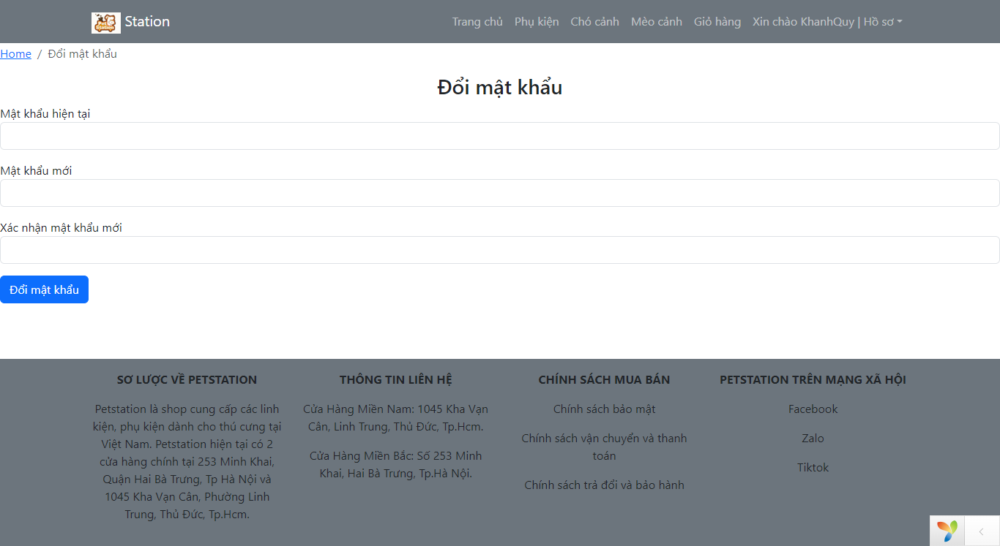 Pet Station
Station
Trang chủ Phụ kiện Chó cảnh Mèo cảnh Giỏ hàng Xin chào KhanhQuy | Hồ sơ
Home / Đổi mật khẩu
Đổi mật khẩu
Mật khẩu hiện tại
Mật khẩu mới
Xác nhận mật khẩu mới
Đổi mật khẩu
SƠ LƯỢC VỀ PETSTATION
Petstation là shop cung cấp các linh
kiện, phụ kiện dành cho thú cưng tại
Việt Nam. Petstation hiện tại có 2
cửa hàng chính tại 253 Minh Khai,
Quận Hai Bà Trưng, Tp Hà Nội và
1045 Kha Vạn Cân, Phường Linh
Trung, Thủ Đức, Tp.Hcm.
THÔNG TIN LIÊN HỆ
Cửa Hàng Miền Nam: 1045 Kha Vạn
Cân, Linh Trung, Thủ Đức, Tp.Hcm.
Cửa Hàng Miền Bắc: Số 253 Minh
Khai, Hai Bà Trưng, Tp.Hà Nội.
CHÍNH SÁCH MUA BÁN
Chính sách bảo mật
Chính sách vận chuyển và thanh
toán
Chính sách trả đổi và bảo hành
PETSTATION TRÊN MẠNG XÃ HỘI
Facebook
Zalo
Tiktok